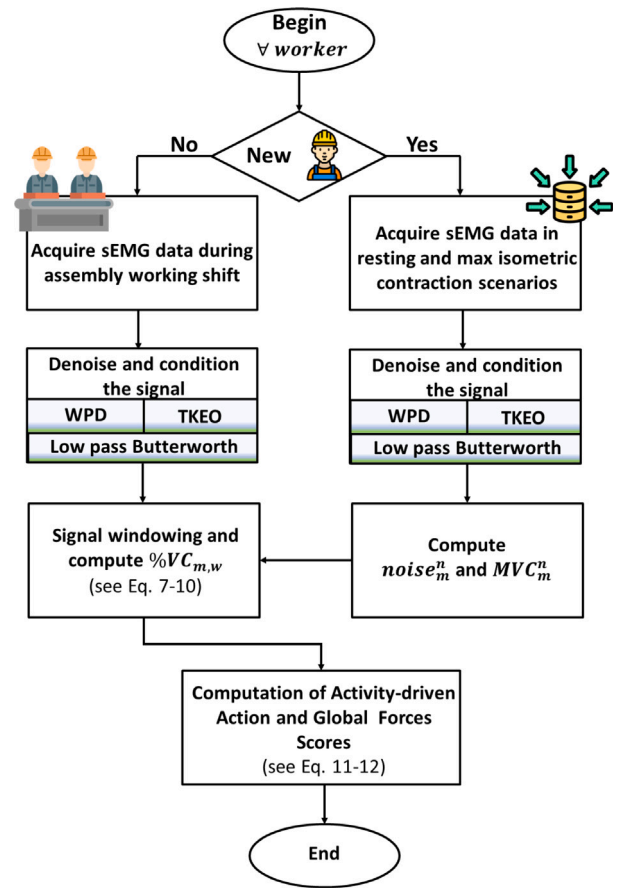 Begin
∀ worker
New
No
Yes
Acquire sEMG data during
assembly working shift
Acquire sEMG data in
resting and max isometric
contraction scenarios
Denoise and condition
the signal
WPD TKEO
Low pass Butterworth
Denoise and condition
the signal
WPD TKEO
Low pass Butterworth
Signal windowing and
compute %VC_{m,w}
(see Eq. 7-10)
Compute
noise_m^n and MVC_m^n
Computation of Activity-driven
Action and Global Forces
Scores
(see Eq. 11-12)
End